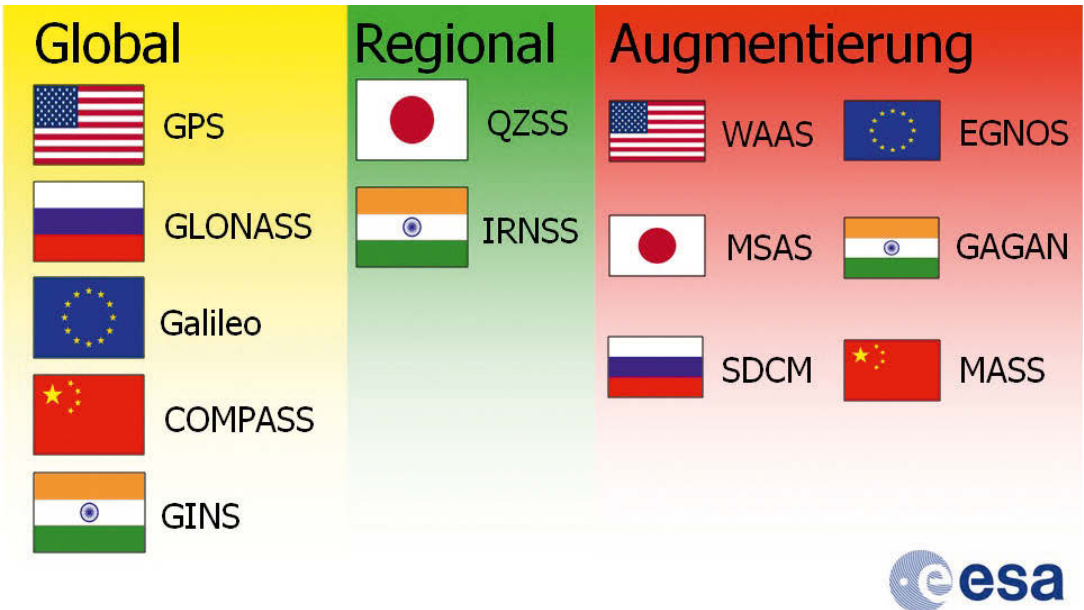 Global
GPS
GLONASS
Galileo
COMPASS
GINS
Regional
QZSS
IRNSS
Augmentierung
WAAS
EGNOS
MSAS
GAGAN
SDCM
MASS
esa